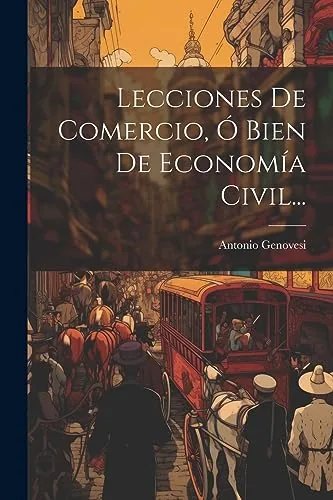 Lecciones De
Comercio, Ó Bien
De Economía
Civil...
Antonio Genovesi